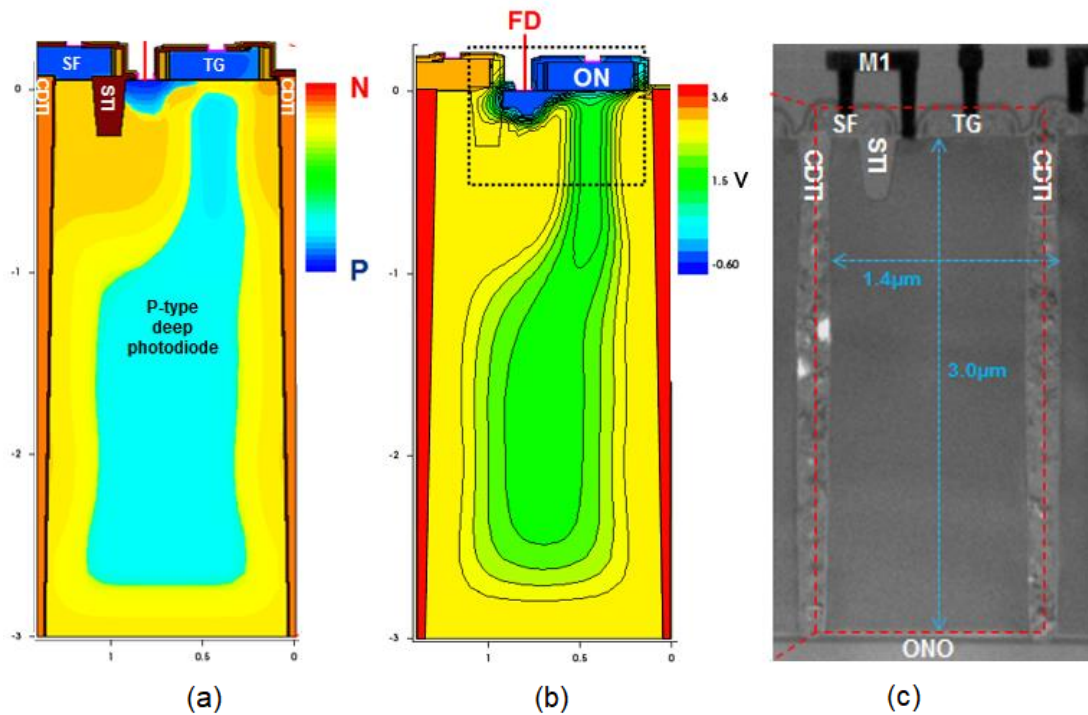 SF
TG
CDTI
STI
CDTI
N
P
0
-1
-2
-3
1
0.5
0
P-type
deep
photodiode
(a)
FD
ON
0
-1
-2
-3
1
0.5
0
3.6
1.5 V
-0.60
(b)
M1
SF
TG
STI
CDTI
CDTI
1.4µm
3.0µm
ONO
(c)